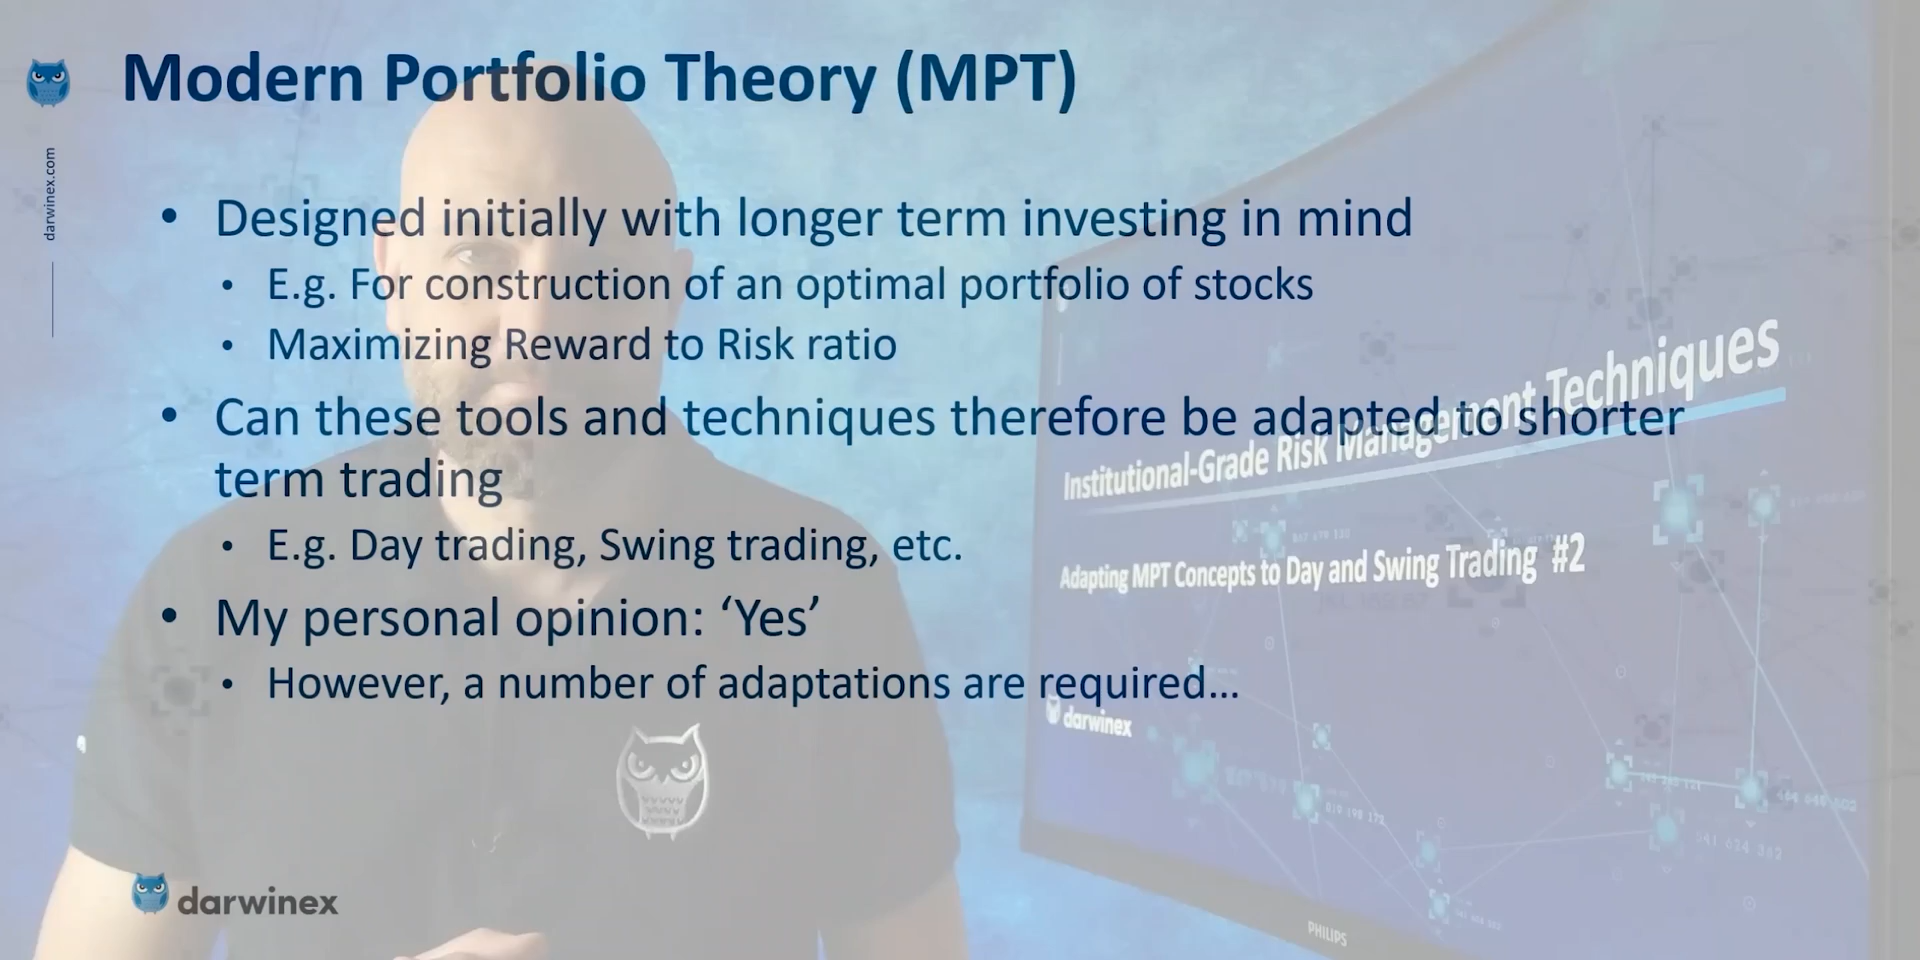 Modern Portfolio Theory (MPT)
darwinex.com
• Designed initially with longer term investing in mind
• E.g. For construction of an optimal portfolio of stocks
• Maximizing Reward to Risk ratio
• Can these tools and techniques therefore be adapted to shorter
term trading
• E.g. Day trading, Swing trading, etc.
• My personal opinion: ‘Yes’
• However, a number of adaptations are required...
Institutional-Grade Risk Management Techniques
Adapting MPT Concepts to Day and Swing Trading #2
darwinex
darwinex
PHILIPS